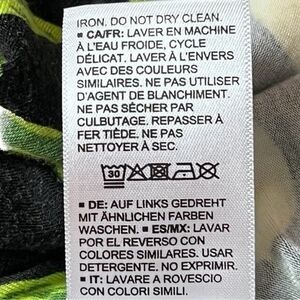 IRON. DO NOT DRY CLEAN.
▪ CA/FR: LAVER EN MACHINE
À L'EAU FROIDE, CYCLE
DÉLICAT. LAVER À L'ENVERS
AVEC DES COULEURS
SIMILAIRES. NE PAS UTILISER
D'AGENT DE BLANCHIMENT.
NE PAS SÉCHER PAR
CULBUTAGE. REPASSER À
FER TIÈDE. NE PAS
NETTOYER À SEC.
30
▪ DE: AUF LINKS GEDREHT
MIT ÄHNLICHEN FARBEN
WASCHEN. ▪ ES/MX: LAVAR
POR EL REVERSO CON
COLORES SIMILARES. USAR
DETERGENTE. NO EXPRIMIR.
▪ IT: LAVARE A ROVESCIO
CON COLORI SIMILI.